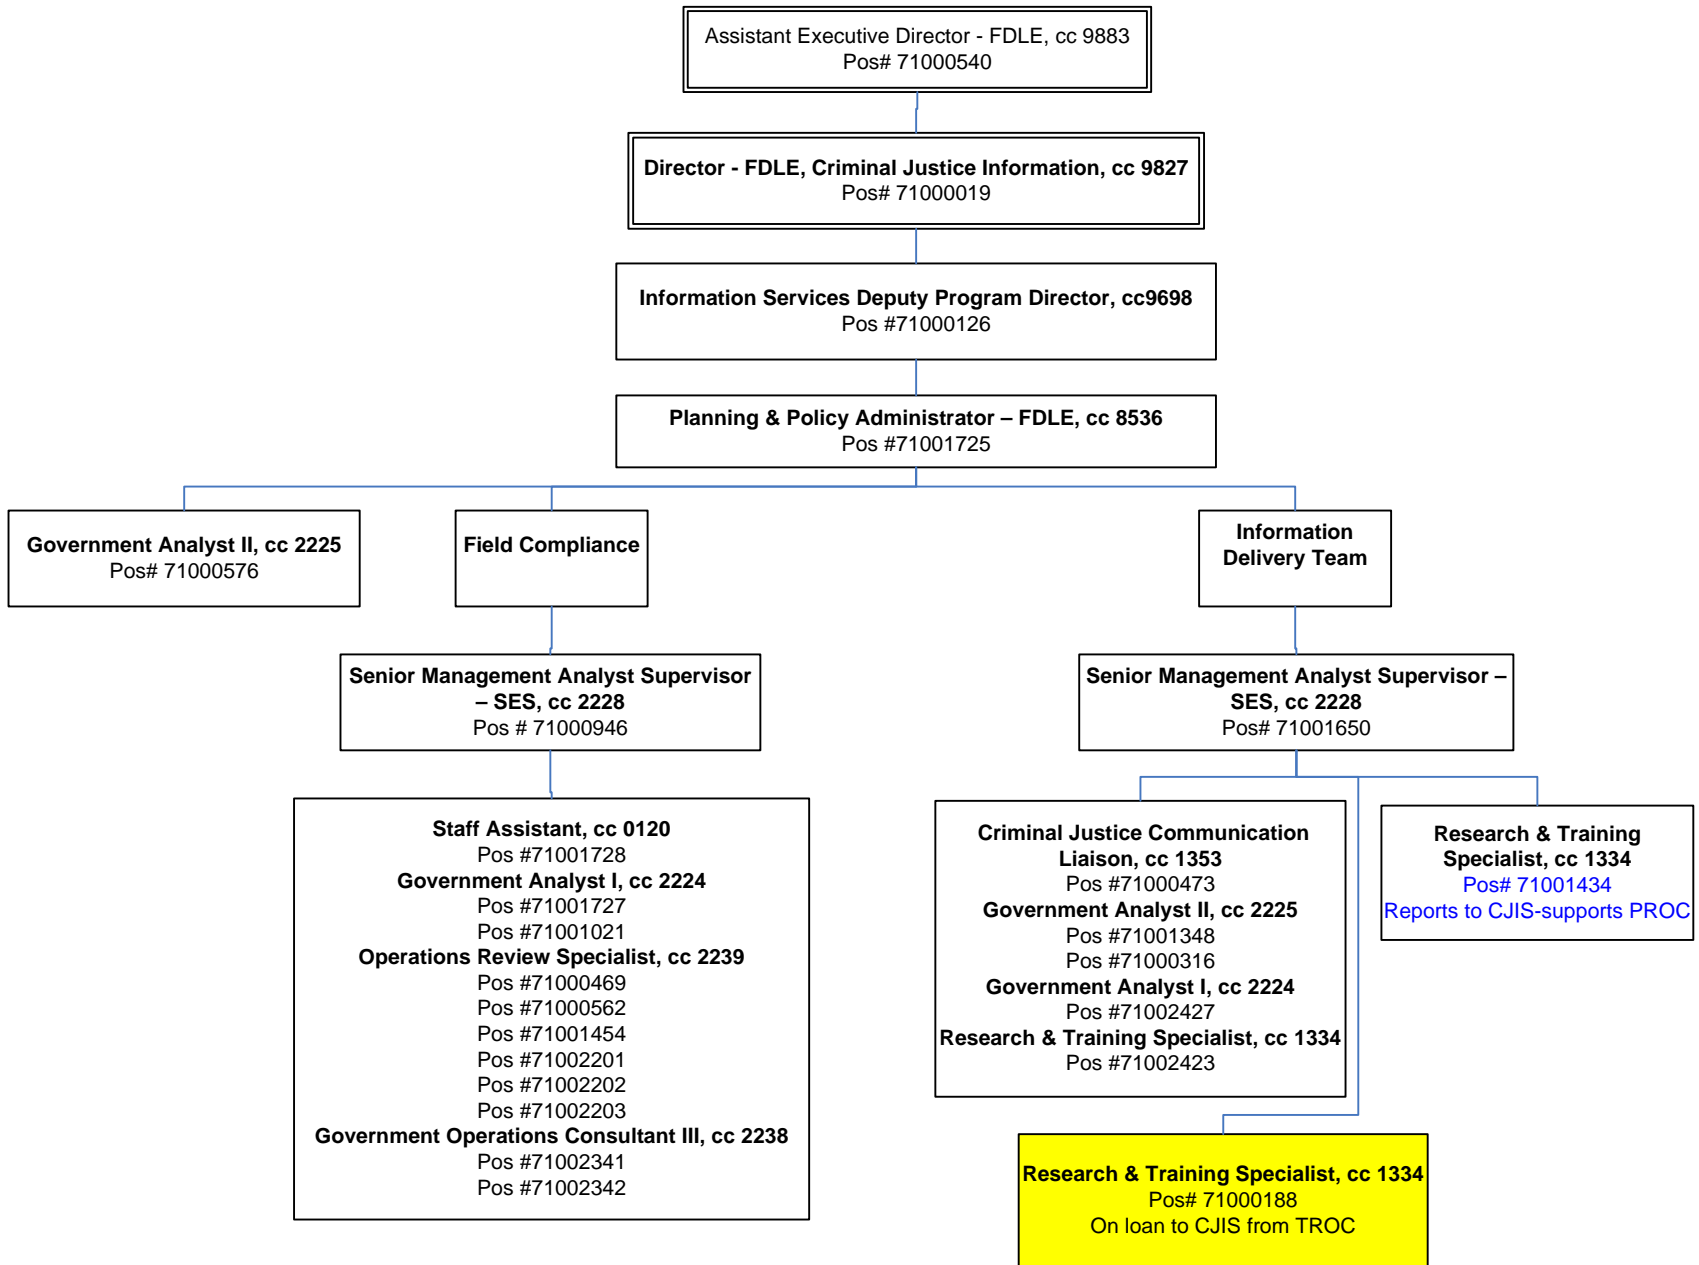 Assistant Executive Director - FDLE, cc 9883
Pos# 71000540
Director - FDLE, Criminal Justice Information, cc 9827
Pos# 71000019
Information Services Deputy Program Director, cc9698
Pos #71000126
Planning & Policy Administrator – FDLE, cc 8536
Pos #71001725
Government Analyst II, cc 2225
Pos# 71000576
Field Compliance
Information
Delivery Team
Senior Management Analyst Supervisor
– SES, cc 2228
Pos # 71000946
Senior Management Analyst Supervisor –
SES, cc 2228
Pos# 71001650
Staff Assistant, cc 0120
Pos #71001728
Government Analyst I, cc 2224
Pos #71001727
Pos #71001021
Operations Review Specialist, cc 2239
Pos #71000469
Pos #71000562
Pos #71001454
Pos #71002201
Pos #71002202
Pos #71002203
Government Operations Consultant III, cc 2238
Pos #71002341
Pos #71002342
Criminal Justice Communication
Liaison, cc 1353
Pos #71000473
Government Analyst II, cc 2225
Pos #71001348
Pos #71000316
Government Analyst I, cc 2224
Pos #71002427
Research & Training Specialist, cc 1334
Pos #71002423
Research & Training
Specialist, cc 1334
Pos# 71001434
Reports to CJIS-supports PROC
Research & Training Specialist, cc 1334
Pos# 71000188
On loan to CJIS from TROC